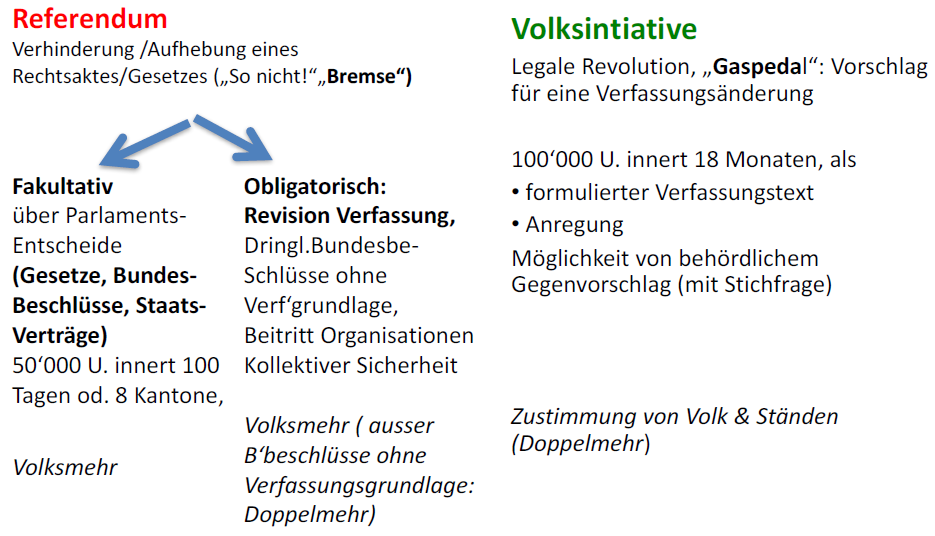 Referendum
Verhinderung /Aufhebung eines
Rechtsaktes/Gesetzes („So nicht!“„Bremse“)
Fakultativ
über Parlaments-
Entscheide
(Gesetze, Bundes-
Beschlüsse, Staats-
Verträge)
50‘000 U. innert 100
Tagen od. 8 Kantone,
Volksmehr
Obligatorisch:
Revision Verfassung,
Dringl.Bundesbe-
Schlüsse ohne
Verf‘grundlage,
Beitritt Organisationen
Kollektiver Sicherheit
Volksmehr ( ausser
B‘beschlüsse ohne
Verfassungsgrundlage:
Doppelmehr)
Volksintiative
Legale Revolution, „Gaspedal“: Vorschlag
für eine Verfassungsänderung
100‘000 U. innert 18 Monaten, als
• formulierter Verfassungstext
• Anregung
Möglichkeit von behördlichem
Gegenvorschlag (mit Stichfrage)
Zustimmung von Volk & Ständen
(Doppelmehr)